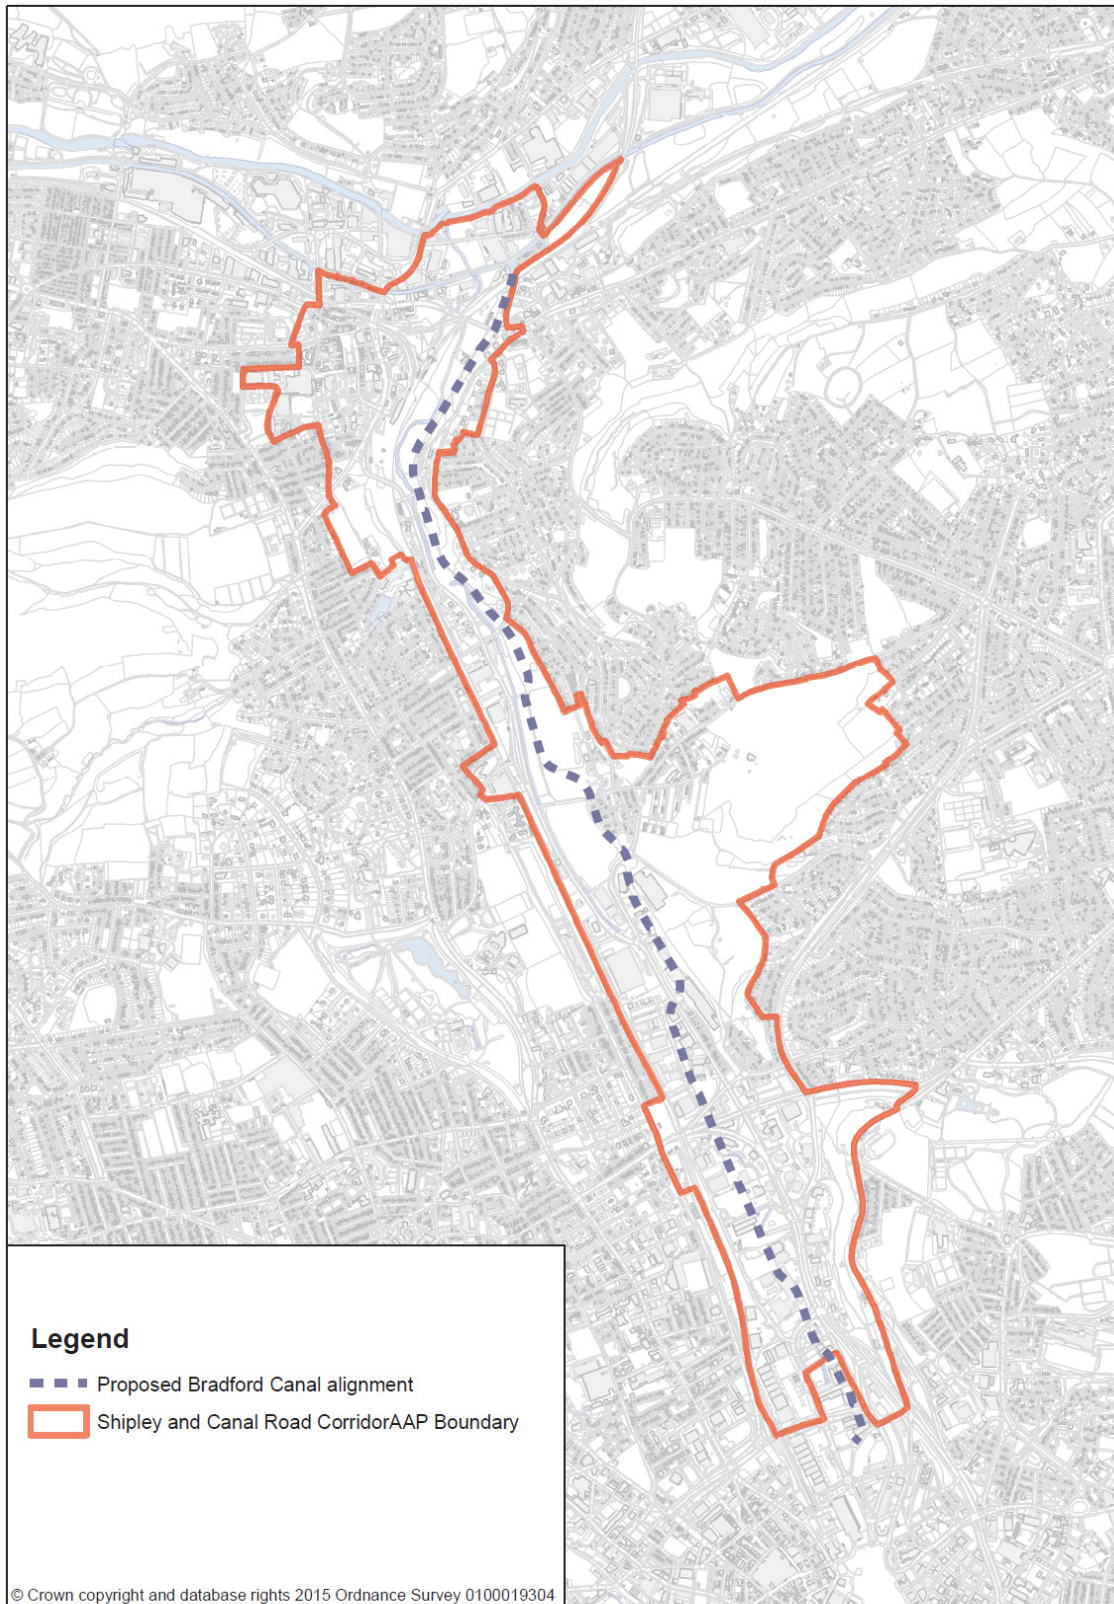 Legend
Proposed Bradford Canal alignment
Shipley and Canal Road CorridorAAP Boundary
© Crown copyright and database rights 2015 Ordnance Survey 0100019304